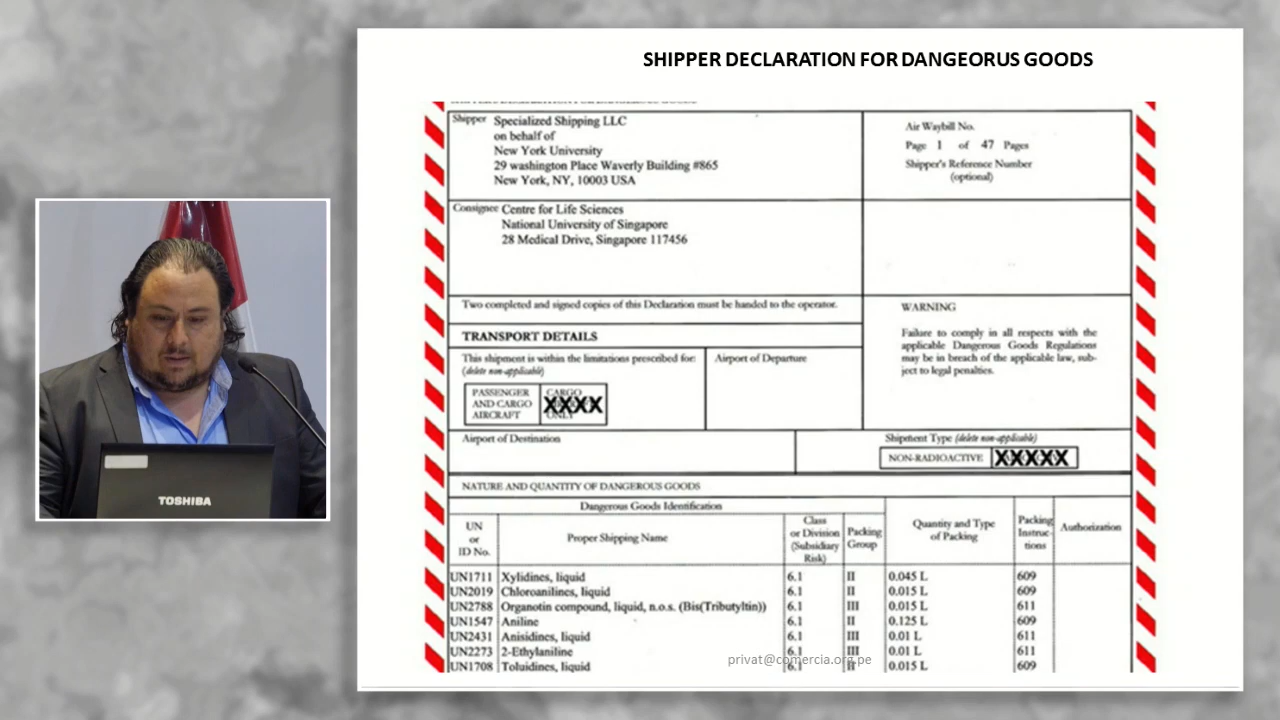 SHIPPER DECLARATION FOR DANGEORUS GOODS
Shipper Specialized Shipping LLC
on behalf of
New York University
29 washington Place Waverly Building #865
New York, NY, 10003 USA
Air Waybill No.
Page 1 of 47 Pages
Shipper's Reference Number
(optional)
Consignee Centre for Life Sciences
National University of Singapore
28 Medical Drive, Singapore 117456
Two completed and signed copies of this Declaration must be handed to the operator.
TRANSPORT DETAILS
This shipment is within the limitations prescribed for:
(delete non-applicable)
PASSENGER
AND CARGO
AIRCRAFT
CARGO
XXXX
ONLY
Airport of Departure
WARNING
Failure to comply in all respects with the
applicable Dangerous Goods Regulations
may be in breach of the applicable law, sub-
ject to legal penalties.
Airport of Destination
Shipment Type (delete non-applicable)
NON-RADIOACTIVE XXXXX
NATURE AND QUANTITY OF DANGEROUS GOODS
Dangerous Goods Identification
UN
or
ID No.
Proper Shipping Name
Class
or Division
(Subsidiary
Risk)
Packing
Group
Quantity and Type
of Packing
Packing
Instruc-
tions
Authorization
UN1711 Xylidines, liquid 6.1 II 0.045 L 609
UN2019 Chloroanilines, liquid 6.1 II 0.015 L 609
UN2788 Organotin compound, liquid, n.o.s. (Bis(Tributyltin)) 6.1 III 0.015 L 611
UN1547 Aniline 6.1 II 0.125 L 609
UN2431 Anisidines, liquid 6.1 III 0.01 L 611
UN2273 2-Ethylaniline 6.1 III 0.01 L 611
UN1708 Toluidines, liquid 6.1 II 0.015 L 609
privat@comercia.org.pe
TOSHIBA